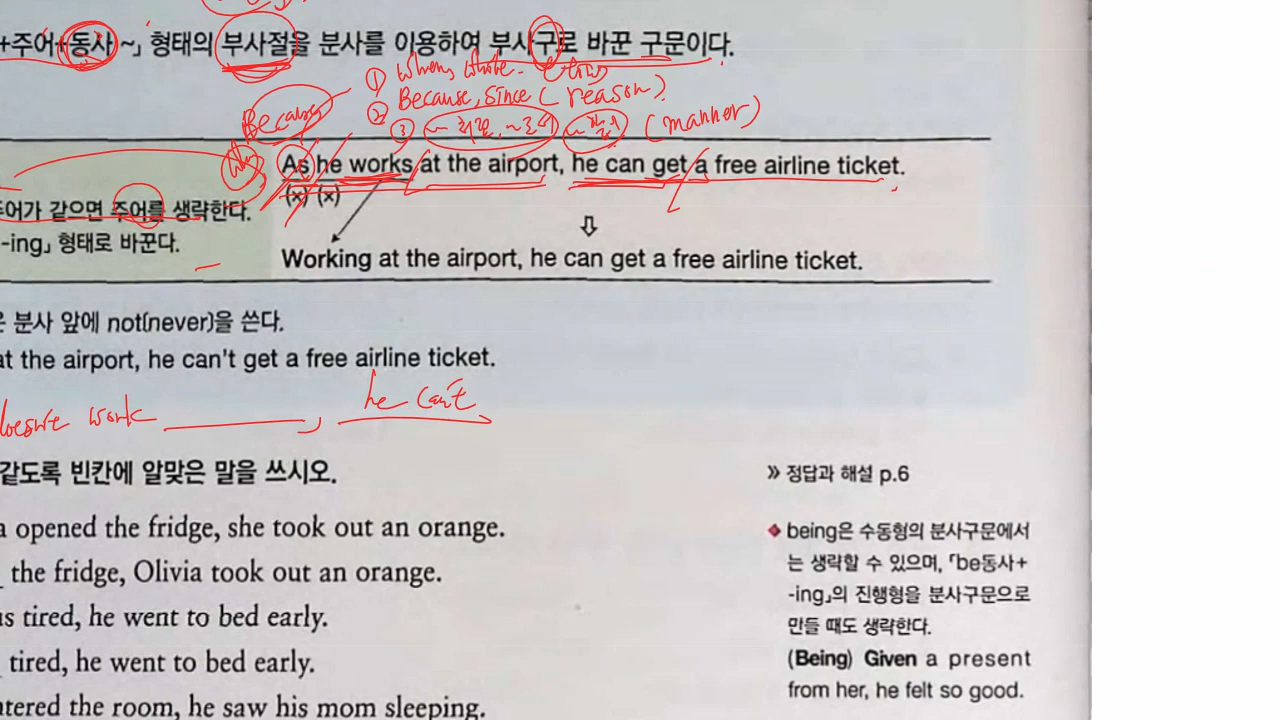 +주어+동사 ~」 형태의 부사절을 분사를 이용하여 부사구로 바꾼 구문이다.
① when, while -
② Because, Since (reason).
Because
③ (manner)
As he works at the airport, he can get a free airline ticket.
(x) (x)
주어가 같으면 주어를 생략한다.
-ing」 형태로 바꾼다.
Working at the airport, he can get a free airline ticket.
은 분사 앞에 not(never)을 쓴다.
at the airport, he can't get a free airline ticket.
doesn't work , he can't
같도록 빈칸에 알맞은 말을 쓰시오.
» 정답과 해설 p.6
a opened the fridge, she took out an orange.
the fridge, Olivia took out an orange.
as tired, he went to bed early.
tired, he went to bed early.
ntered the room, he saw his mom sleeping.
being은 수동형의 분사구문에서
는 생략할 수 있으며, 「be동사+
-ing」의 진행형을 분사구문으로
만들 때도 생략한다.
(Being) Given a present
from her, he felt so good.